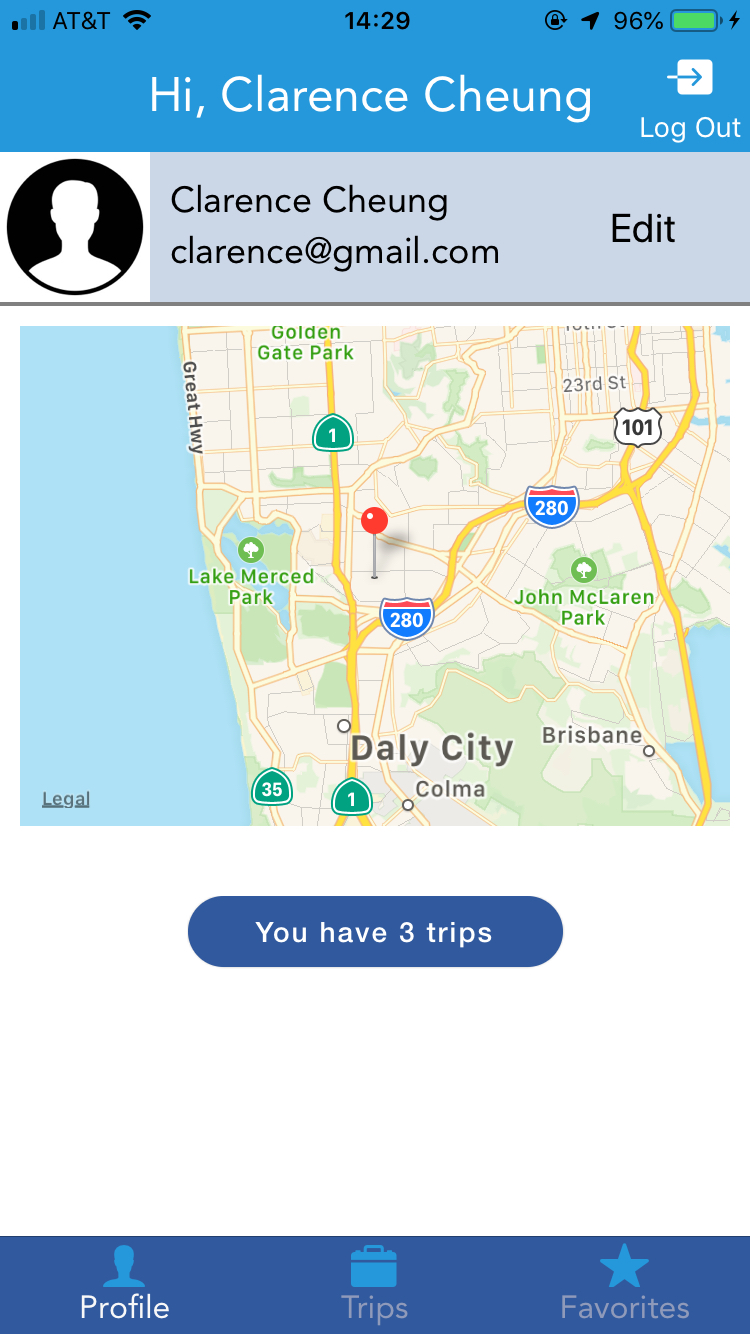 AT&T 14:29 96%
Hi, Clarence Cheung
Log Out
Clarence Cheung
clarence@gmail.com
Edit
Golden
Gate Park
Great Hwy
23rd St
1
101
280
Lake Merced
Park
John McLaren
Park
280
Daly City
Brisbane
Colma
35
1
Legal
You have 3 trips
Profile
Trips
Favorites